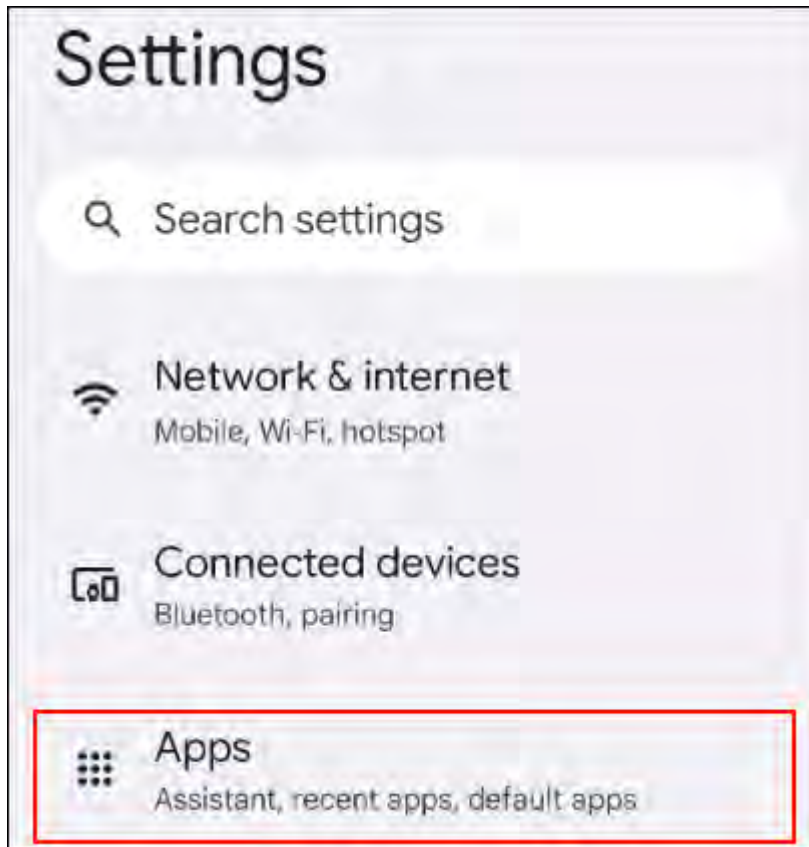 Settings
Search settings
Network & internet
Mobile, Wi-Fi, hotspot
Connected devices
Bluetooth, pairing
Apps
Assistant, recent apps, default apps